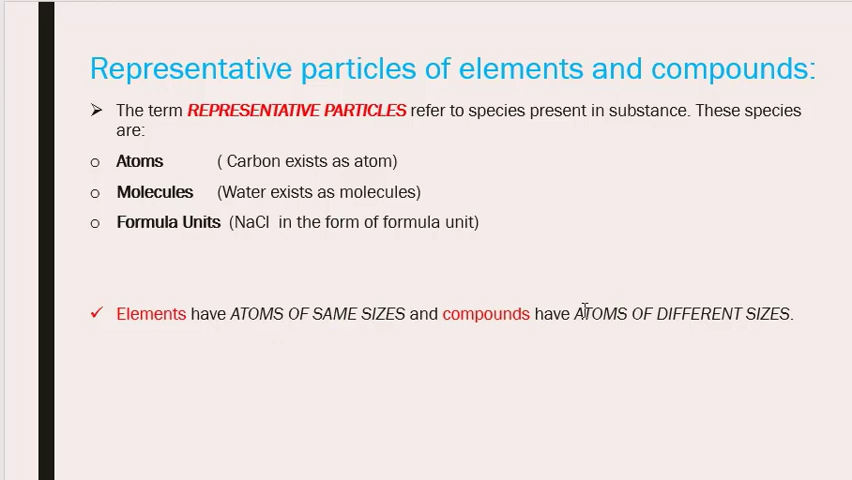 Representative particles of elements and compounds:
➢ The term REPRESENTATIVE PARTICLES refer to species present in substance. These species
are:
o Atoms ( Carbon exists as atom)
o Molecules (Water exists as molecules)
o Formula Units (NaCl in the form of formula unit)
✓ Elements have ATOMS OF SAME SIZES and compounds have ATOMS OF DIFFERENT SIZES.